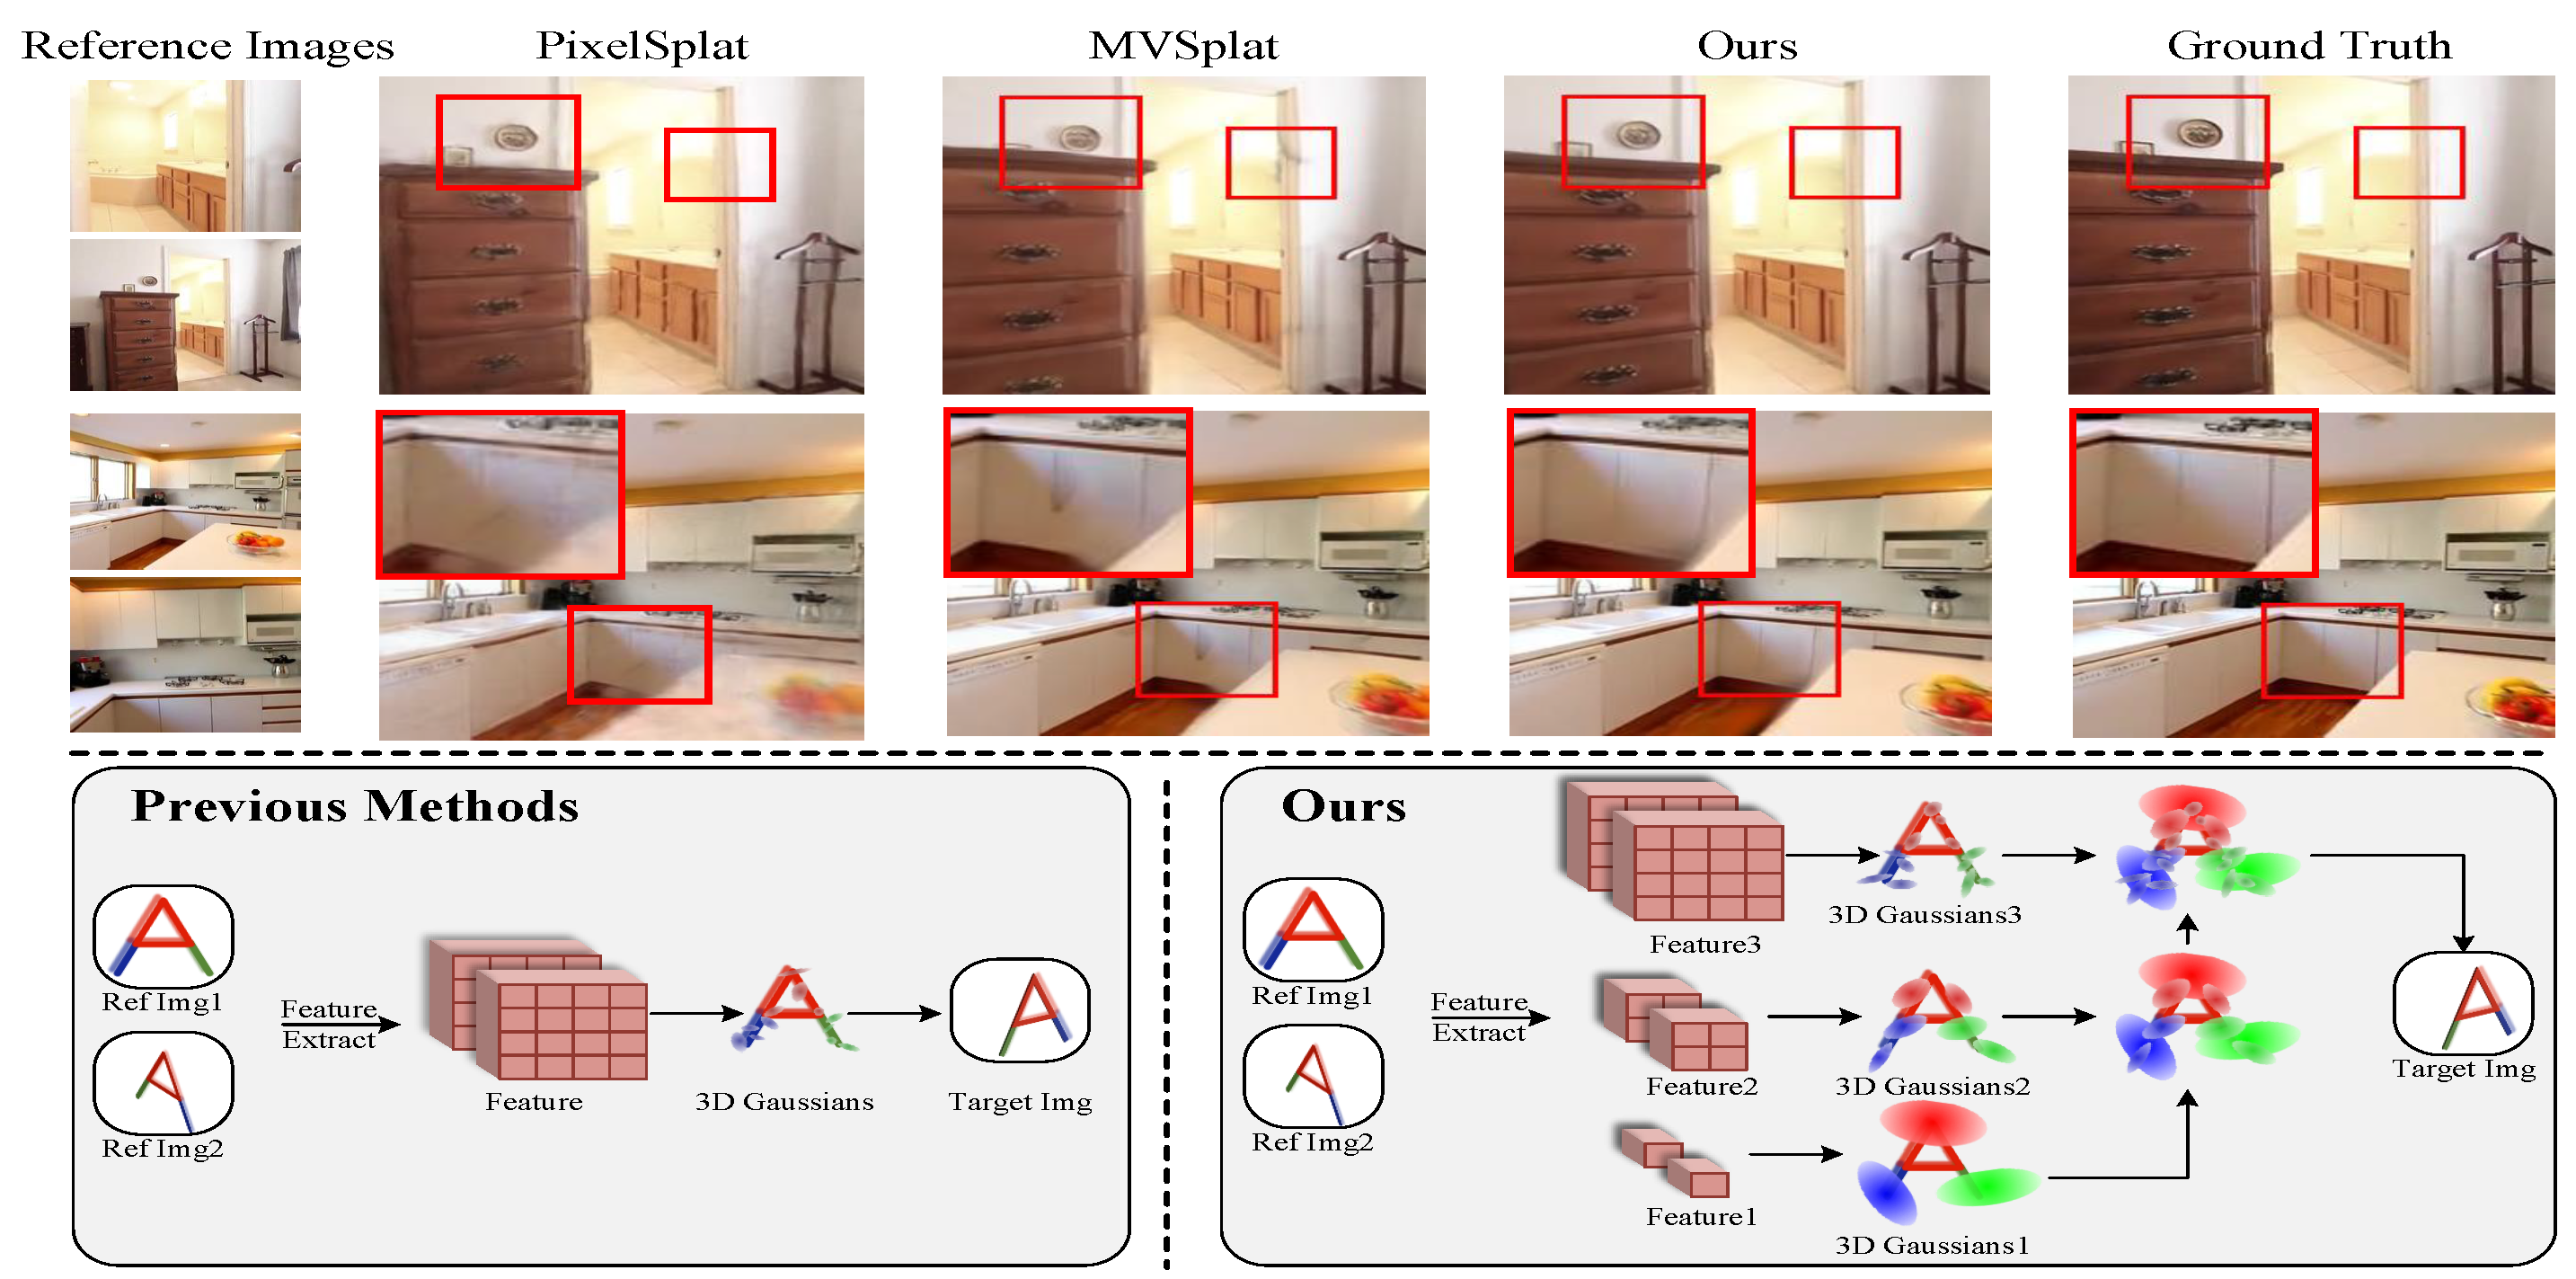 Reference Images
PixelSplat
MVSplat
Ours
Ground Truth
Previous Methods
Ref Img1
Ref Img2
Feature
Extract
Feature
3D Gaussians
Target Img
Ours
Ref Img1
Ref Img2
Feature
Extract
Feature3
3D Gaussians3
Feature2
3D Gaussians2
Feature1
3D Gaussians1
Target Img